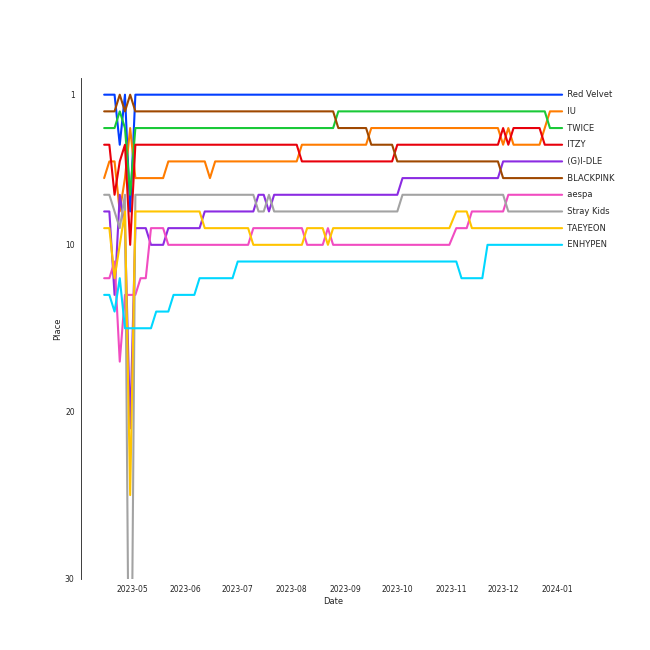 1
10
20
30
Place
2023-05 2023-06 2023-07 2023-08 2023-09 2023-10 2023-11 2023-12 2024-01
Date
Red Velvet
IU
TWICE
ITZY
(G)I-DLE
BLACKPINK
aespa
Stray Kids
TAEYEON
ENHYPEN